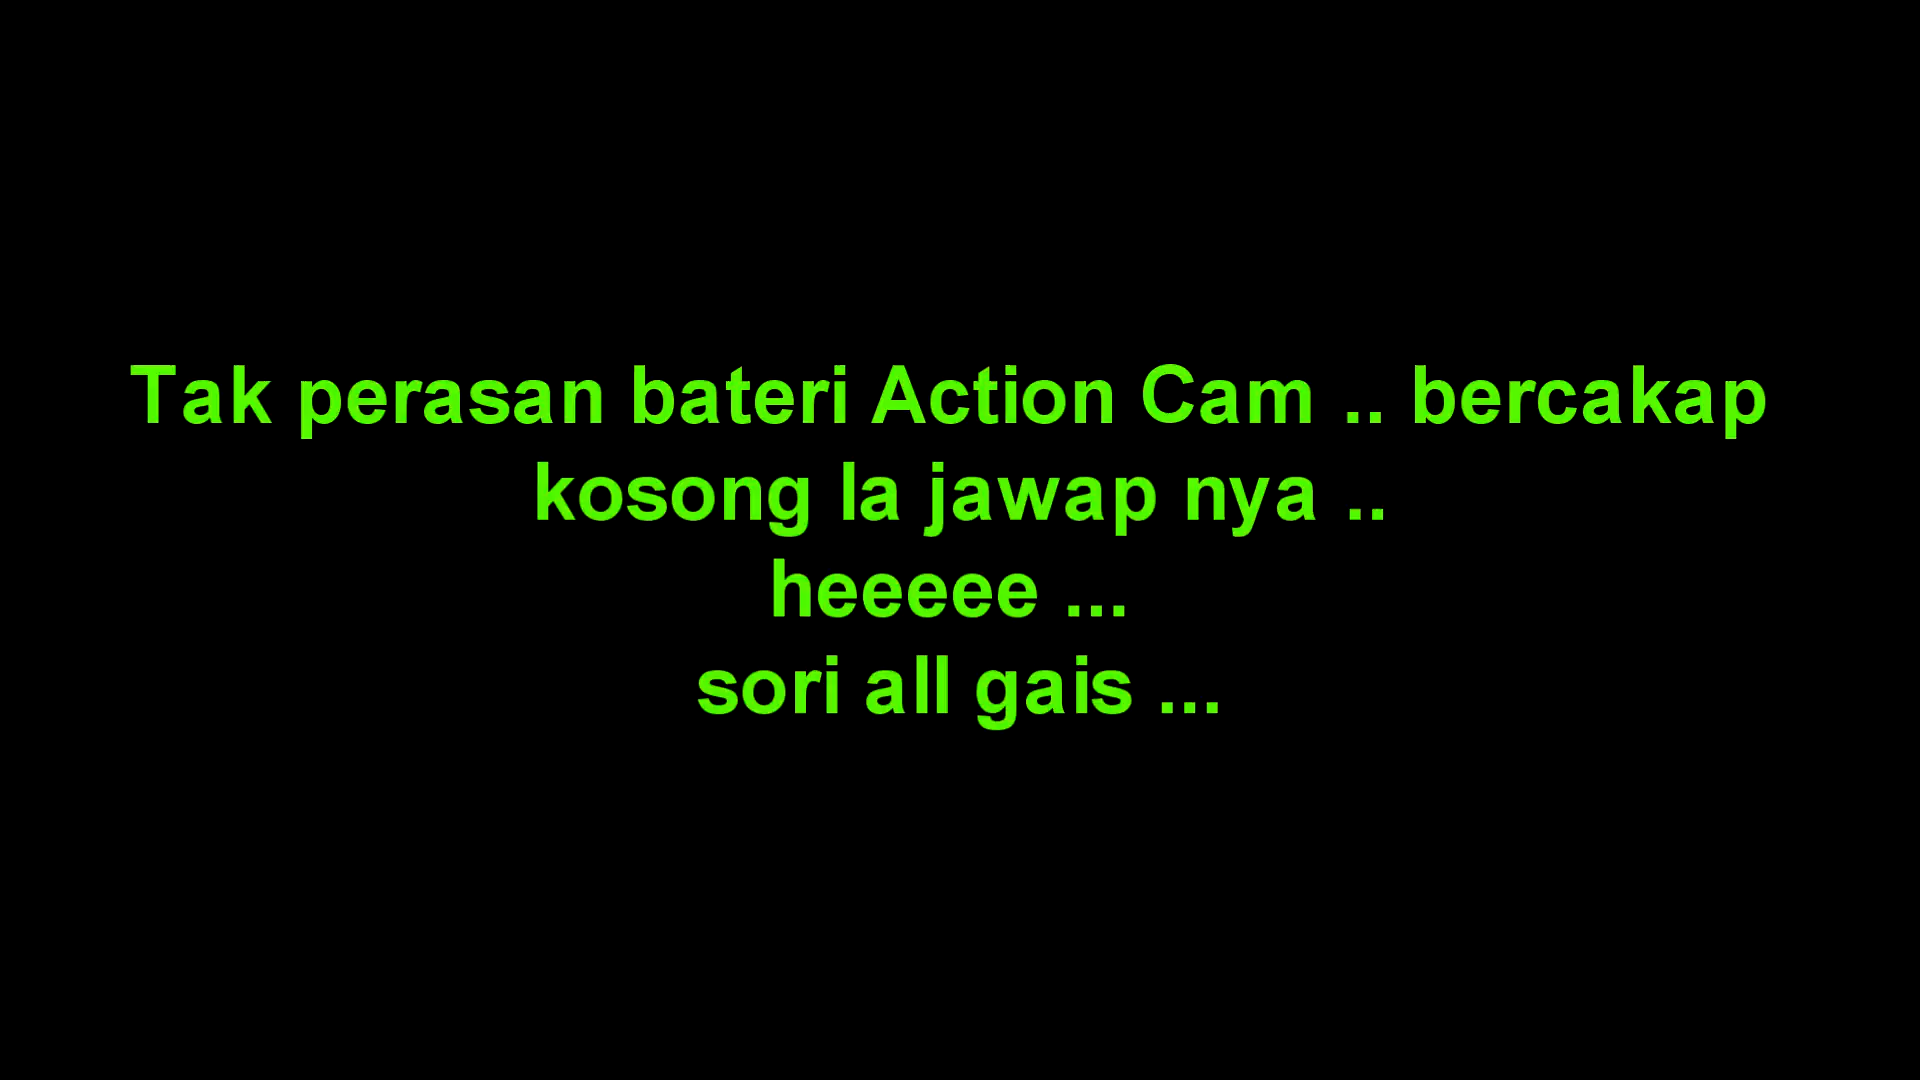 Tak perasan bateri Action Cam .. bercakap
kosong la jawap nya ..
heeeee ...
sori all gais ...